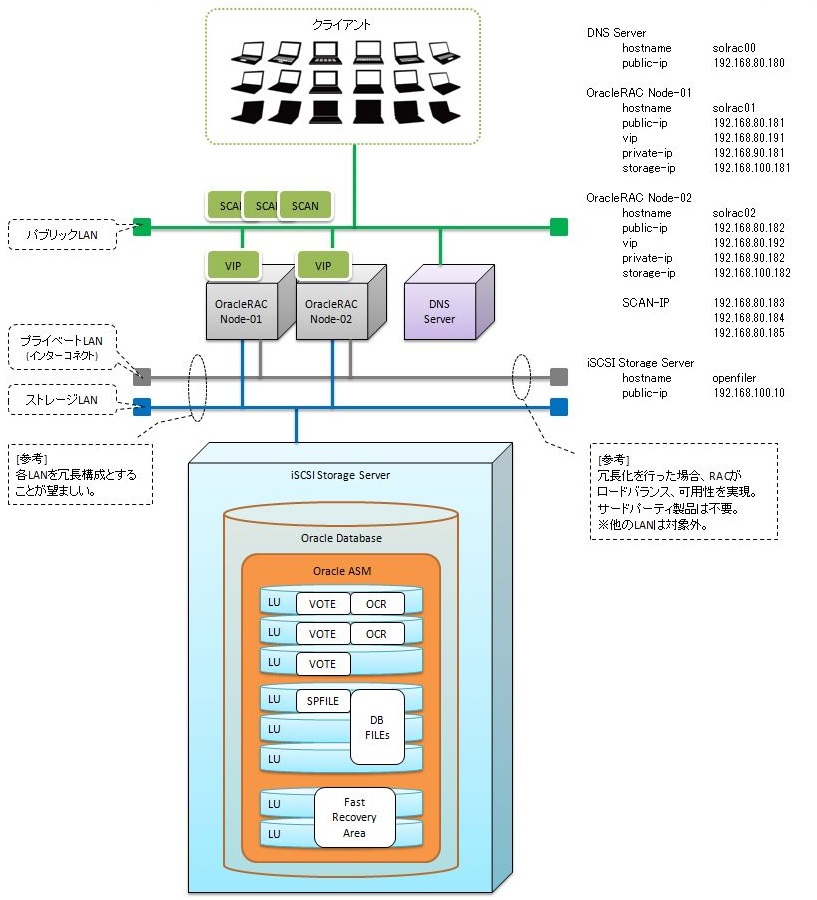 クライアント
SCAN
SCAN
SCAN
パブリックLAN
VIP
VIP
OracleRAC
Node-01
OracleRAC
Node-02
DNS
Server
プライベートLAN
(インターコネクト)
ストレージLAN
[参考]
各LANを冗長構成とする
ことが望ましい。
[参考]
冗長化を行った場合、RACが
ロードバランス、可用性を実現。
サードパーティ製品は不要。
※他のLANは対象外。
iSCSI Storage Server
Oracle Database
Oracle ASM
LU VOTE OCR
LU VOTE OCR
LU VOTE
LU SPFILE
LU
LU
DB
FILEs
LU
LU
Fast
Recovery
Area
DNS Server
hostname solrac00
public-ip 192.168.80.180
OracleRAC Node-01
hostname solrac01
public-ip 192.168.80.181
vip 192.168.80.191
private-ip 192.168.90.181
storage-ip 192.168.100.181
OracleRAC Node-02
hostname solrac02
public-ip 192.168.80.182
vip 192.168.80.192
private-ip 192.168.90.182
storage-ip 192.168.100.182
SCAN-IP 192.168.80.183
192.168.80.184
192.168.80.185
iSCSI Storage Server
hostname openfiler
public-ip 192.168.100.10